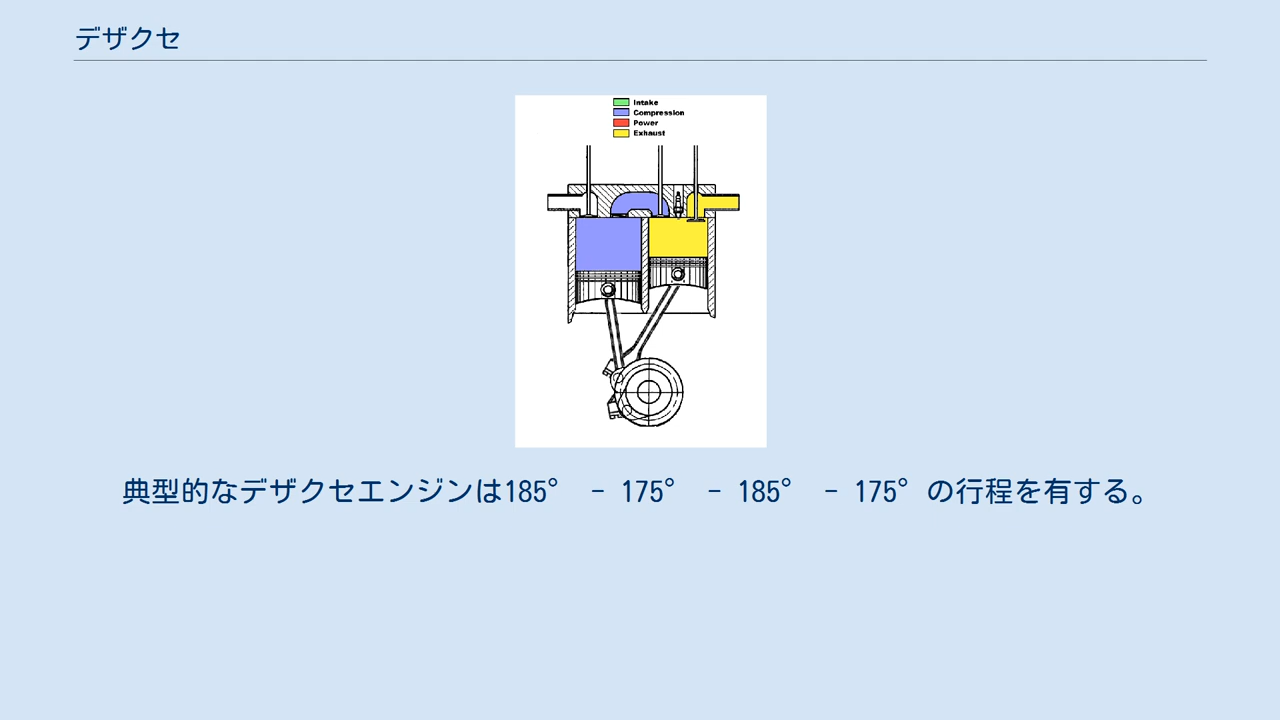 デザクセ
Intake
Compression
Power
Exhaust
典型的なデザクセエンジンは185° - 175° - 185° - 175°の行程を有する。